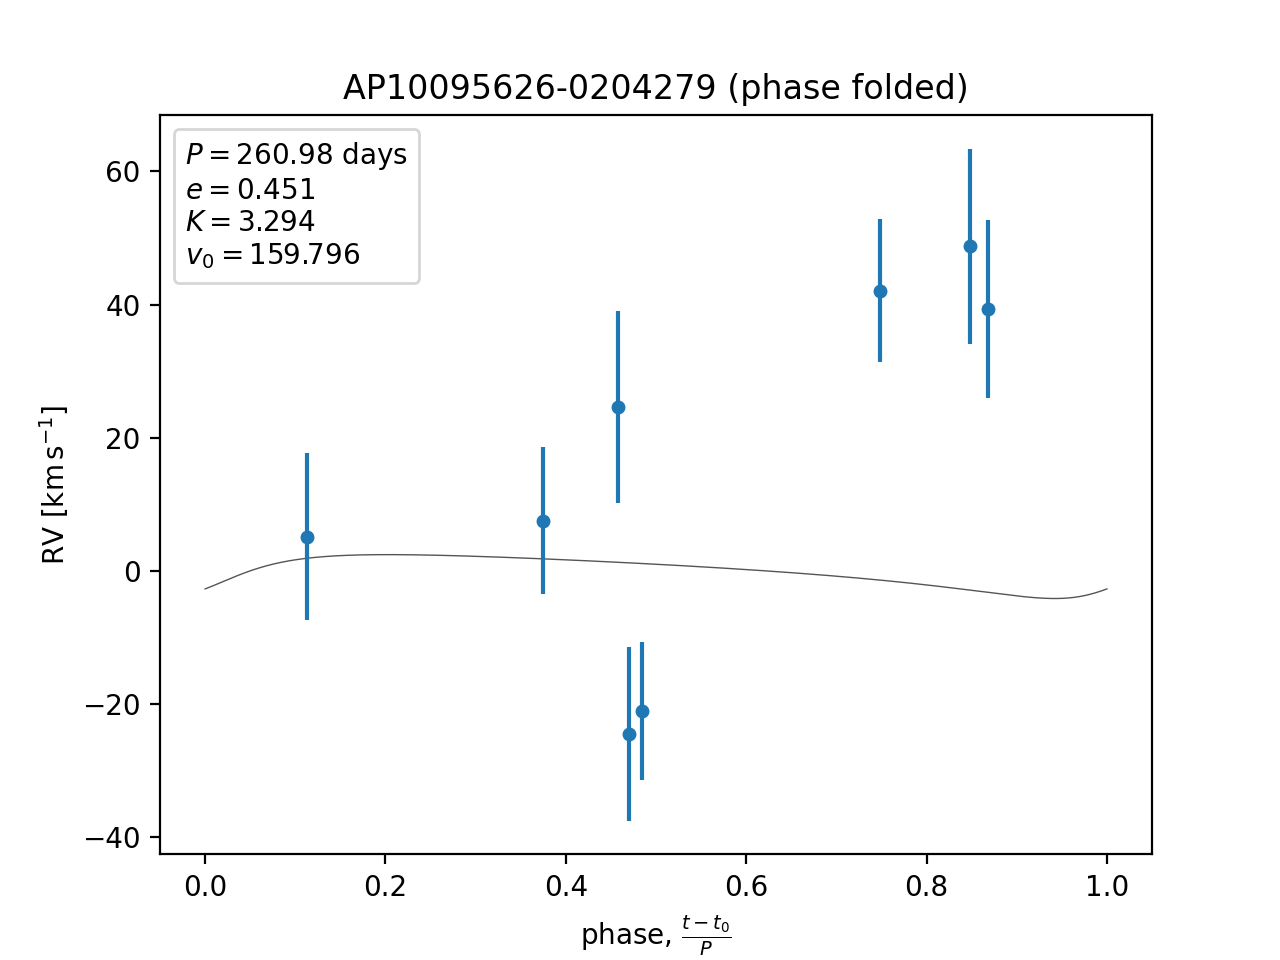 AP10095626-0204279 (phase folded)
P = 260.98 days
e = 0.451
K = 3.294
v₀ = 159.796
60
40
20
0
−20
−40
RV [km s⁻¹]
0.0 0.2 0.4 0.6 0.8 1.0
phase, (t − t₀)/P